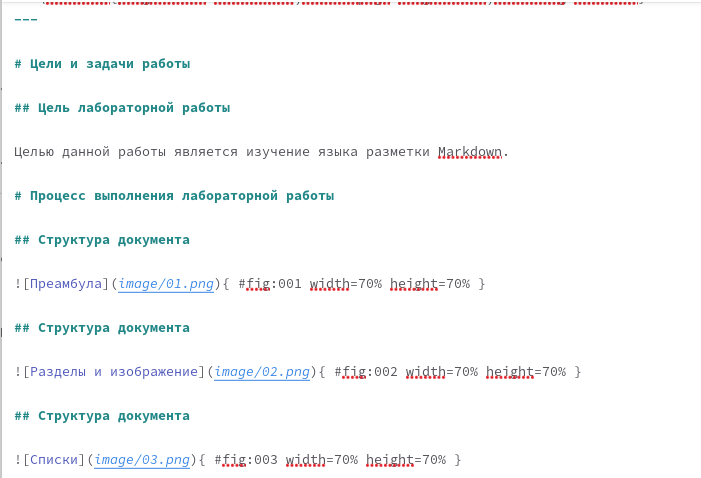 ---
# Цели и задачи работы
## Цель лабораторной работы
Целью данной работы является изучение языка разметки Markdown.
# Процесс выполнения лабораторной работы
## Структура документа
![Преамбула](image/01.png){ #fig:001 width=70% height=70% }
## Структура документа
![Разделы и изображение](image/02.png){ #fig:002 width=70% height=70% }
## Структура документа
![Списки](image/03.png){ #fig:003 width=70% height=70% }